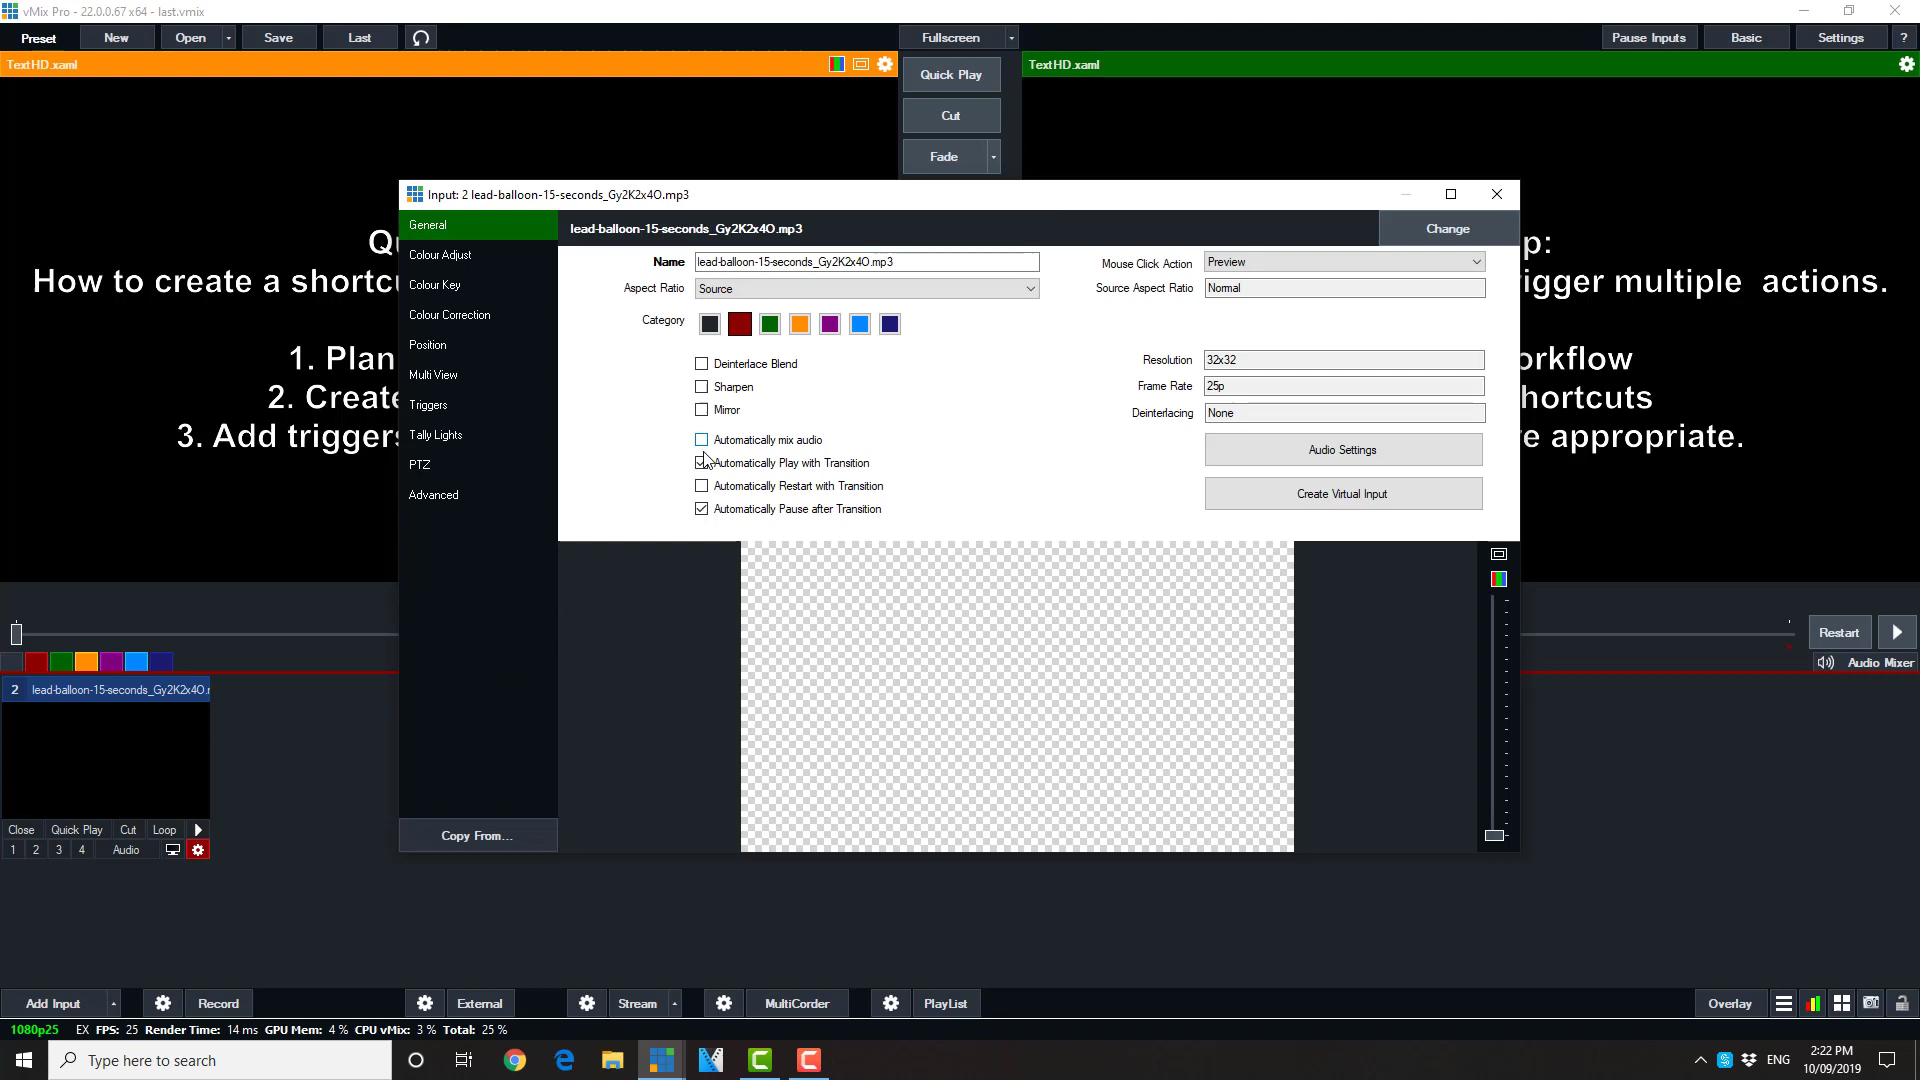 vMix Pro - 22.0.0.67 x64 - last.vmix
Preset New Open Save Last Fullscreen Pause Inputs Basic Settings ?
TextHD.xaml
TextHD.xaml
Quick Play
Cut
Fade
Input: 2 lead-balloon-15-seconds_Gy2K2x4O.mp3
General
Colour Adjust
Colour Key
Colour Correction
Position
Multi View
Triggers
Tally Lights
PTZ
Advanced
Copy From...
lead-balloon-15-seconds_Gy2K2x4O.mp3
Change
Name lead-balloon-15-seconds_Gy2K2x4O.mp3
Mouse Click Action Preview
Aspect Ratio Source
Source Aspect Ratio Normal
Category
Deinterlace Blend
Sharpen
Mirror
Automatically mix audio
Automatically Play with Transition
Automatically Restart with Transition
Automatically Pause after Transition
Resolution 32x32
Frame Rate 25p
Deinterlacing None
Audio Settings
Create Virtual Input
Qu
How to create a shortcu
1. Plan
2. Create
3. Add triggers
p:
igger multiple actions.
orkflow
hortcuts
re appropriate.
Restart
Audio Mixer
2 lead-balloon-15-seconds_Gy2K2x4O.r
Close Quick Play Cut Loop
1 2 3 4 Audio
Add Input Record External Stream MultiCorder PlayList Overlay
1080p25 EX FPS: 25 Render Time: 14 ms GPU Mem: 4 % CPU vMix: 3 % Total: 25 %
Type here to search
ENG
2:22 PM
10/09/2019